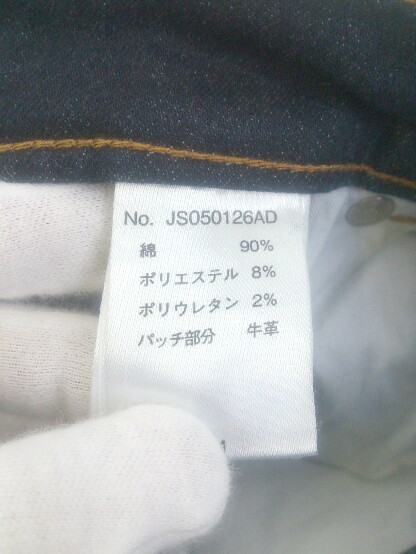 No. JS050126AD
綿 90%
ポリエステル 8%
ポリウレタン 2%
パッチ部分 牛革